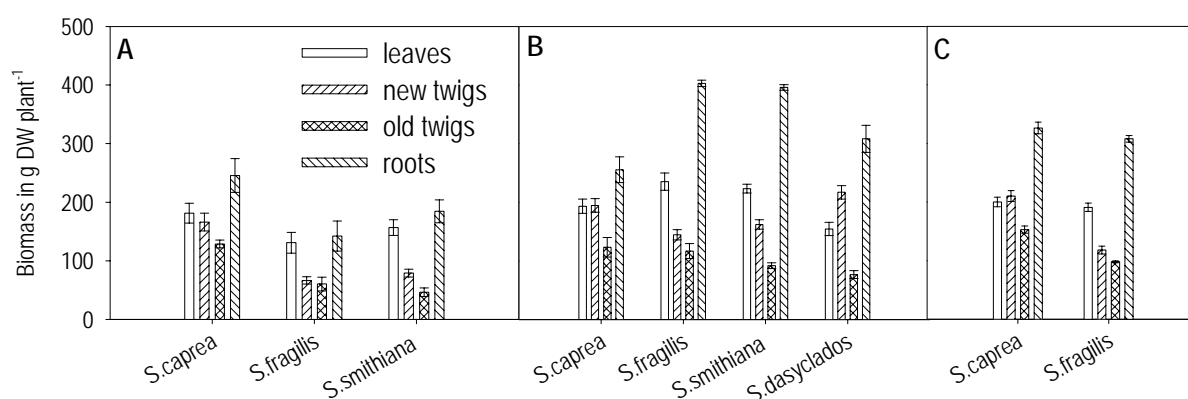 Biomass in g DW plant⁻¹
500
400
300
200
100
0
A
leaves
new twigs
old twigs
roots
S.caprea
S.fragilis
S.smithiana
B
S.caprea
S.fragilis
S.smithiana
S.dasyclados
C
S.caprea
S.fragilis